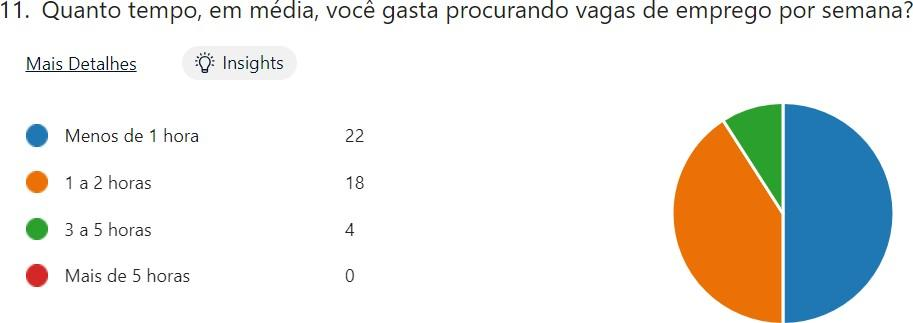 11. Quanto tempo, em média, você gasta procurando vagas de emprego por semana?
Mais Detalhes Insights
Menos de 1 hora 22
1 a 2 horas 18
3 a 5 horas 4
Mais de 5 horas 0